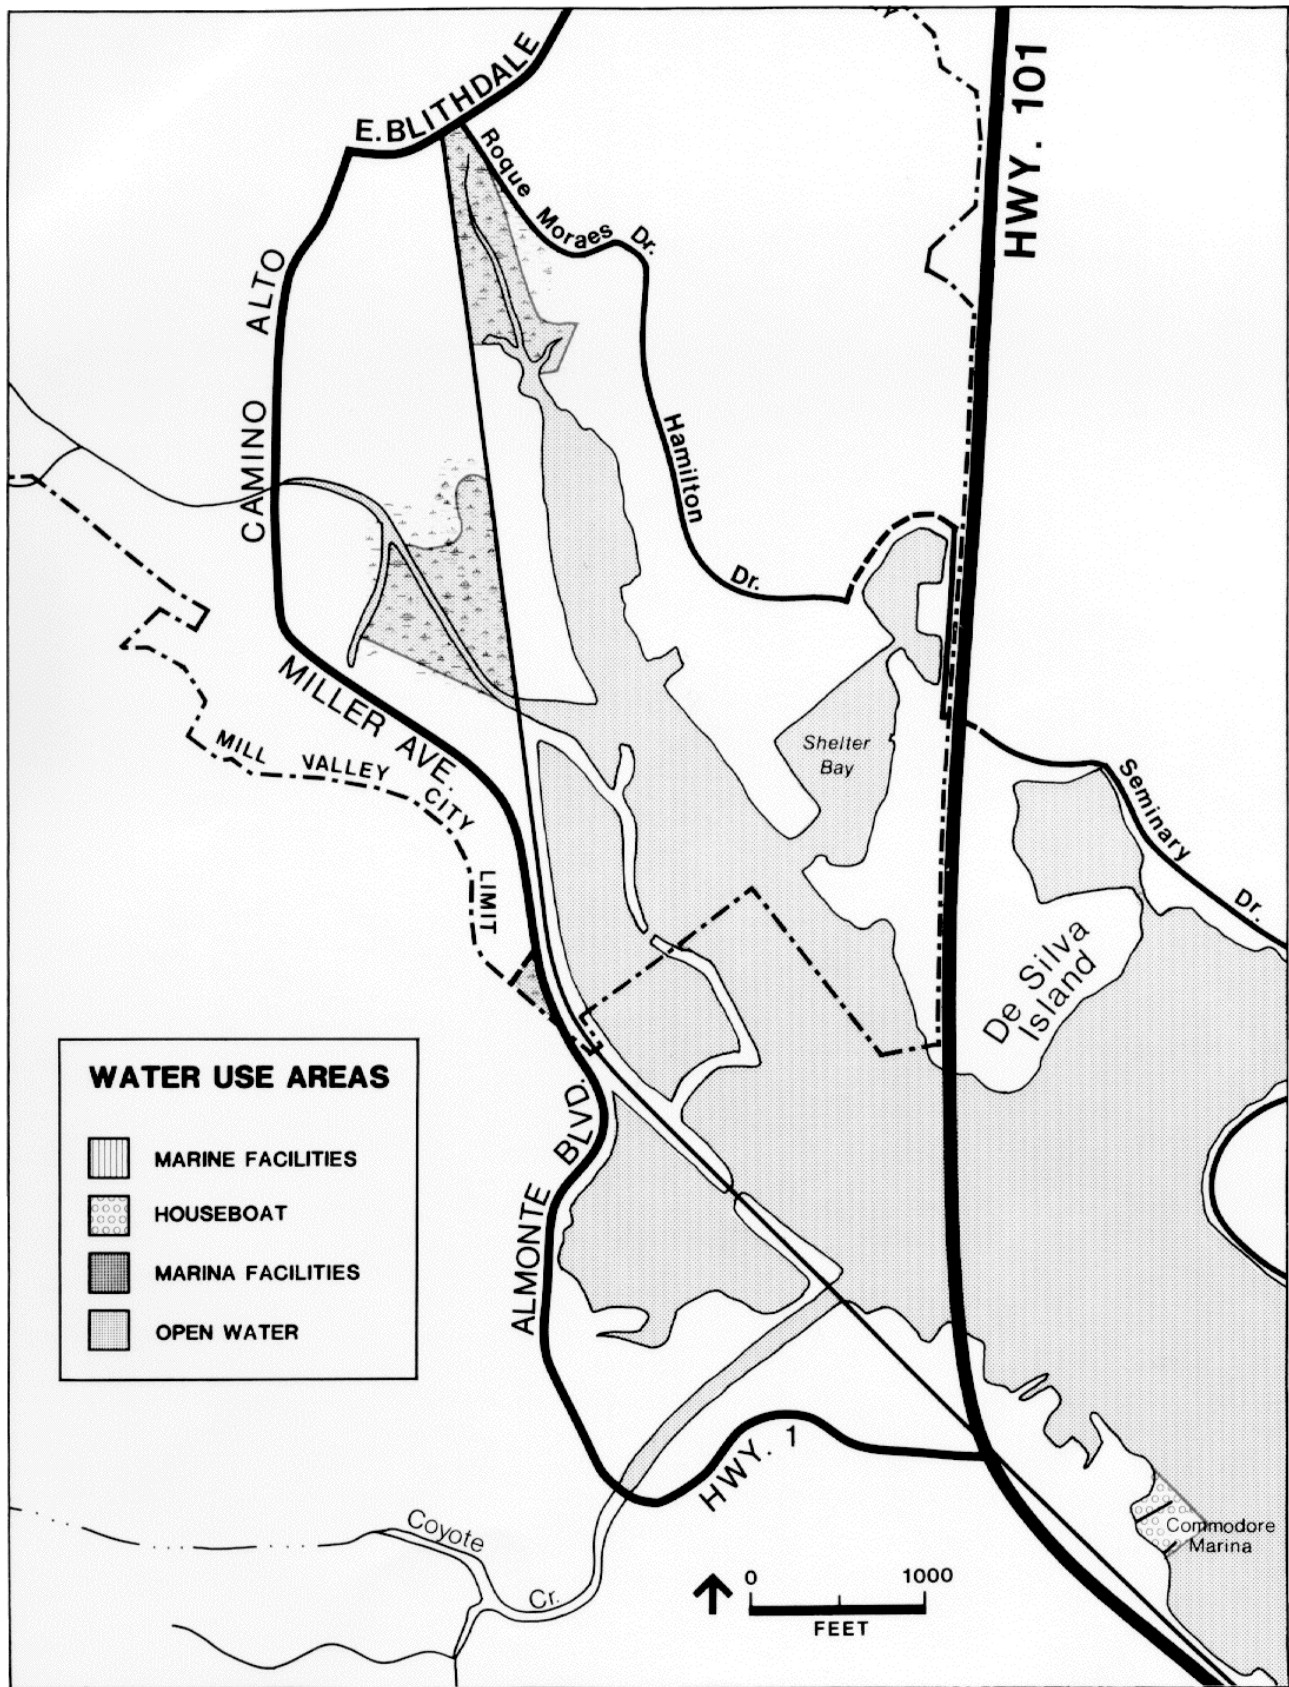 E. BLITHDALE
HWY. 101
Roque Moraes Dr.
CAMINO ALTO
Hamilton Dr.
MILLER AVE.
MILL VALLEY CITY LIMIT
Shelter
Bay
Seminary Dr.
De Silva
Island
WATER USE AREAS
MARINE FACILITIES
HOUSEBOAT
MARINA FACILITIES
OPEN WATER
ALMONTE BLVD.
HWY. 1
Coyote Cr.
Commodore
Marina
0 1000
FEET